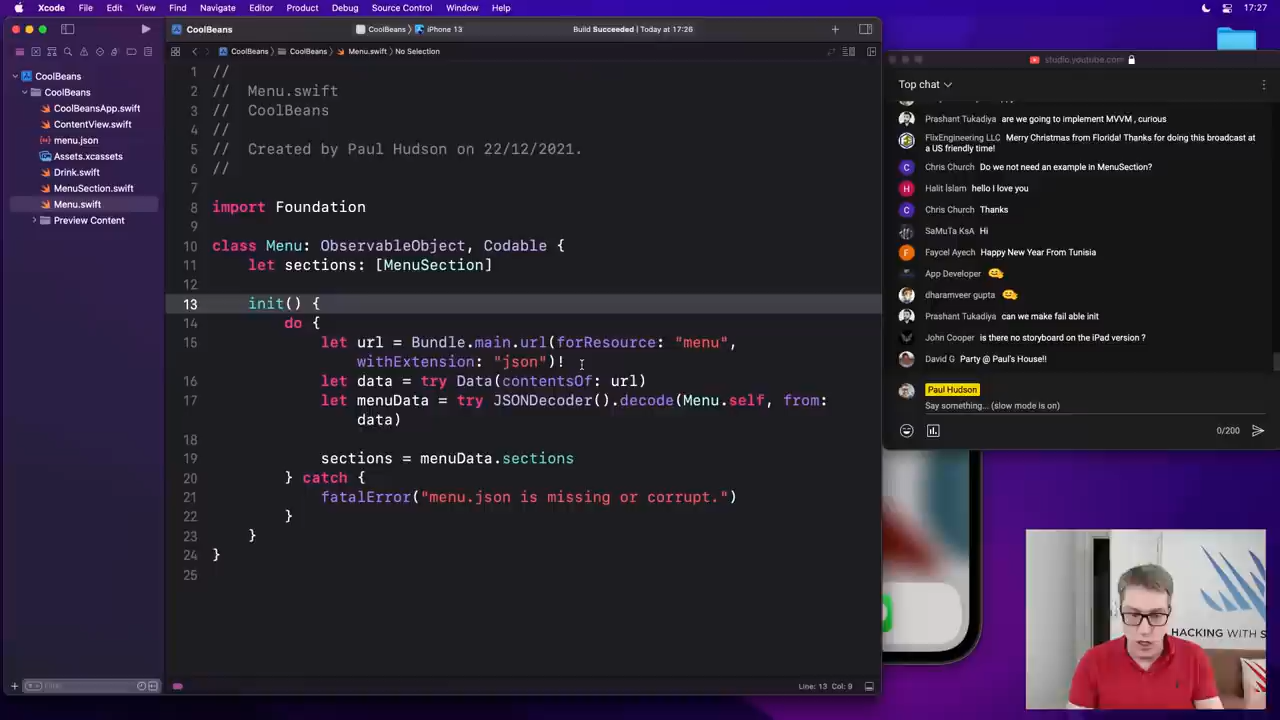 Xcode File Edit View Find Navigate Editor Product Debug Source Control Window Help 17:27
CoolBeans CoolBeans iPhone 13 Build Succeeded | Today at 17:26
CoolBeans CoolBeans Menu.swift No Selection
CoolBeans
CoolBeans
CoolBeansApp.swift
ContentView.swift
menu.json
Assets.xcassets
Drink.swift
MenuSection.swift
Menu.swift
Preview Content
Filter
1 //
2 // Menu.swift
3 // CoolBeans
4 //
5 // Created by Paul Hudson on 22/12/2021.
6 //
7
8 import Foundation
9
10 class Menu: ObservableObject, Codable {
11 let sections: [MenuSection]
12
13 init() {
14 do {
15 let url = Bundle.main.url(forResource: "menu",
withExtension: "json")!
16 let data = try Data(contentsOf: url)
17 let menuData = try JSONDecoder().decode(Menu.self, from:
data)
18
19 sections = menuData.sections
20 } catch {
21 fatalError("menu.json is missing or corrupt.")
22 }
23 }
24 }
25
Line: 13 Col: 9
studio.youtube.com
Top chat
Prashant Tukadiya are we going to implement MVVM , curious
FlixEngineering LLC Merry Christmas from Florida! Thanks for doing this broadcast at
a US friendly time!
Chris Church Do we not need an example in MenuSection?
Halit İslam hello I love you
Chris Church Thanks
SaMuTa KsA Hi
Faycel Ayech Happy New Year From Tunisia
App Developer
dharamveer gupta
Prashant Tukadiya can we make fail able init
John Cooper is there no storyboard on the iPad version ?
David G Party @ Paul's House!!
Paul Hudson
Say something... (slow mode is on)
0/200
HACKING WITH S